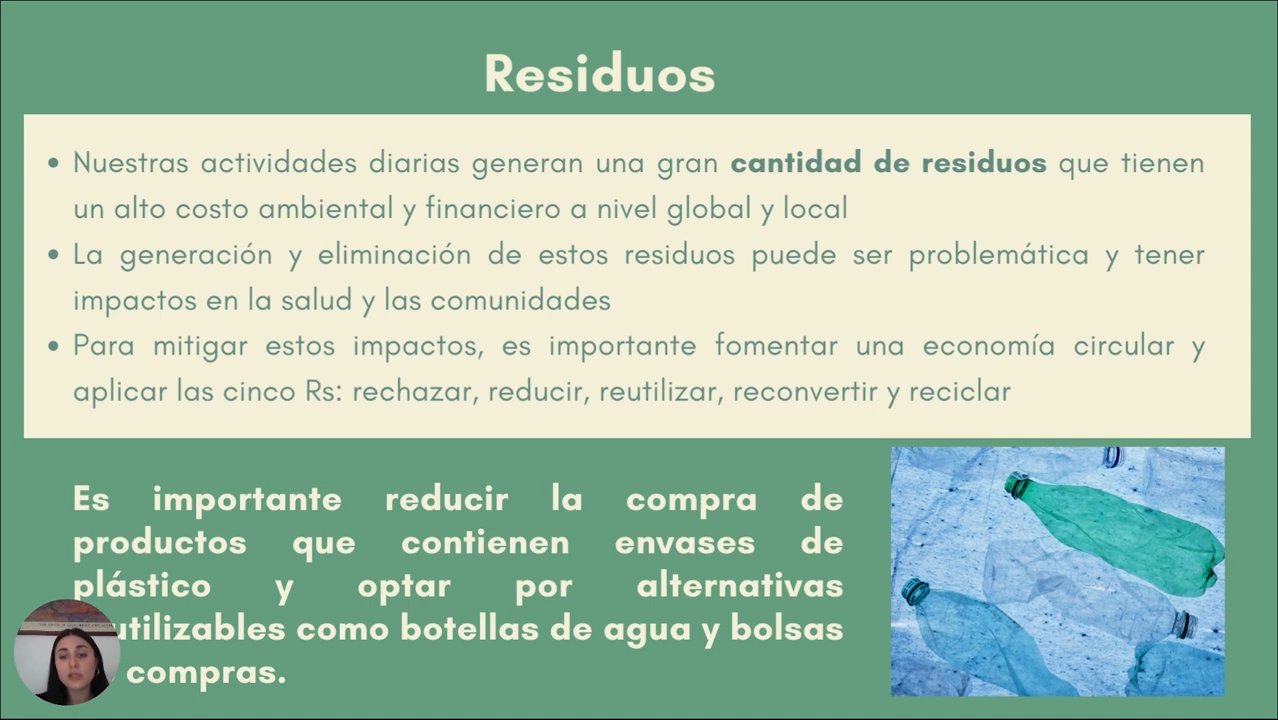 Residuos
• Nuestras actividades diarias generan una gran cantidad de residuos que tienen
un alto costo ambiental y financiero a nivel global y local
• La generación y eliminación de estos residuos puede ser problemática y tener
impactos en la salud y las comunidades
• Para mitigar estos impactos, es importante fomentar una economía circular y
aplicar las cinco Rs: rechazar, reducir, reutilizar, reconvertir y reciclar
Es importante reducir la compra de
productos que contienen envases de
plástico y optar por alternativas
utilizables como botellas de agua y bolsas
compras.